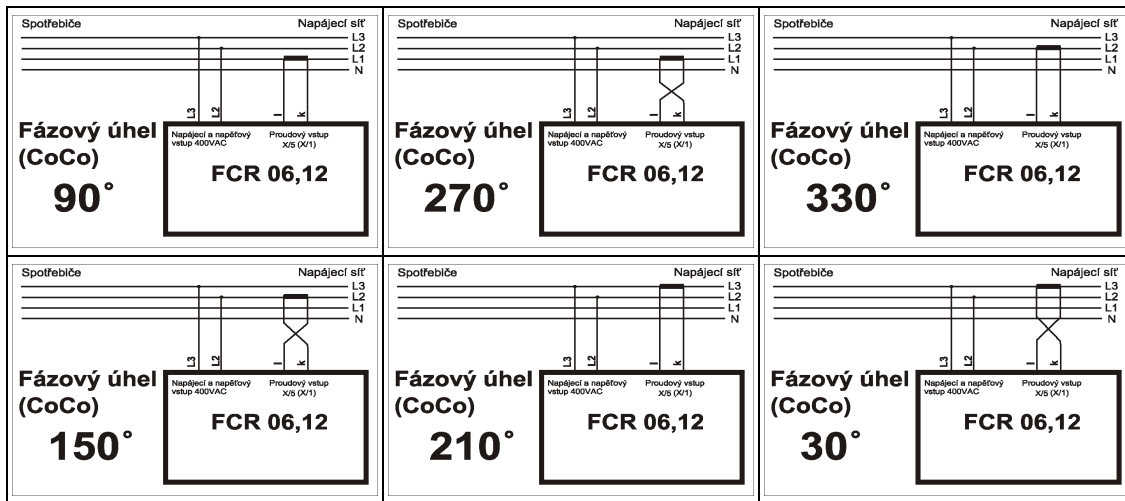 Spotřebiče Napájecí síť
L3
L2
L1
N
L3 L2 l k
Fázový úhel
(CoCo)
90°
Napájecí a napěťový
vstup 400VAC
Proudový vstup
X/5 (X/1)
FCR 06,12
Spotřebiče Napájecí síť
L3
L2
L1
N
L3 L2 l k
Fázový úhel
(CoCo)
270°
Napájecí a napěťový
vstup 400VAC
Proudový vstup
X/5 (X/1)
FCR 06,12
Spotřebiče Napájecí síť
L3
L2
L1
N
L3 L2 l k
Fázový úhel
(CoCo)
330°
Napájecí a napěťový
vstup 400VAC
Proudový vstup
X/5 (X/1)
FCR 06,12
Spotřebiče Napájecí síť
L3
L2
L1
N
L3 L2 l k
Fázový úhel
(CoCo)
150°
Napájecí a napěťový
vstup 400VAC
Proudový vstup
X/5 (X/1)
FCR 06,12
Spotřebiče Napájecí síť
L3
L2
L1
N
L3 L2 l k
Fázový úhel
(CoCo)
210°
Napájecí a napěťový
vstup 400VAC
Proudový vstup
X/5 (X/1)
FCR 06,12
Spotřebiče Napájecí síť
L3
L2
L1
N
L3 L2 l k
Fázový úhel
(CoCo)
30°
Napájecí a napěťový
vstup 400VAC
Proudový vstup
X/5 (X/1)
FCR 06,12